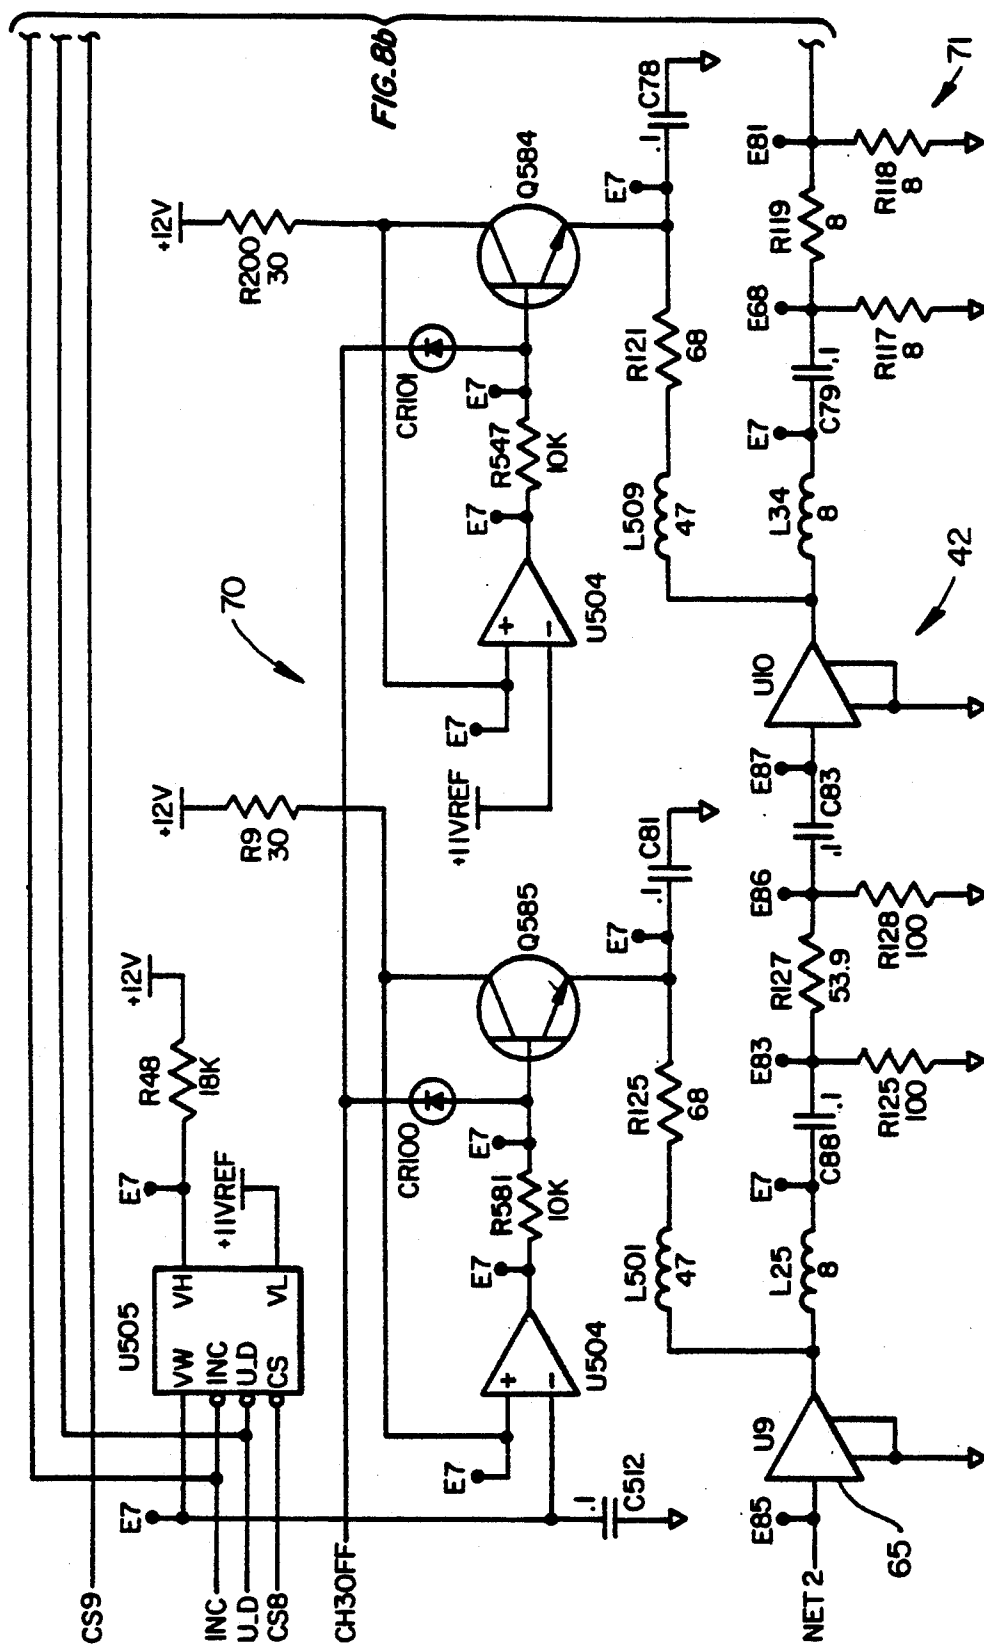 CS9
FIG.8b
INC
U_D
CS8
E7
U505
VW
VH
INC
U_D
CS
VL
E7
+11VREF
R48
18K
+12V
CH30FF
70
CR100
CR101
+12V
R9
30
+12V
R200
30
E7
+
-
U504
E7
R581
10K
E7
Q585
.1
C512
E7
+11VREF
+
-
U504
E7
R547
10K
E7
Q584
L501
47
R125
68
E7
.1
C81
L509
47
R121
68
E7
.1
C78
NET 2
E85
U9
65
L25
8
E7
C88
.1
E83
R125
100
R127
53.9
E86
R128
100
.1
C83
E87
U10
42
L34
8
E7
C79
.1
E68
R117
8
R119
8
E81
R118
8
71